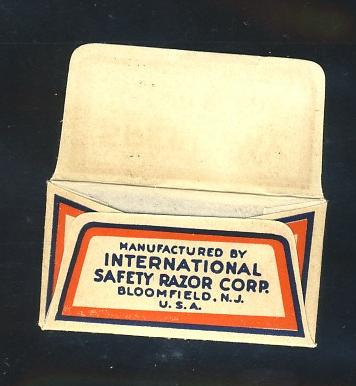 MANUFACTURED BY
INTERNATIONAL
SAFETY RAZOR CORP.
BLOOMFIELD, N.J.
U.S.A.